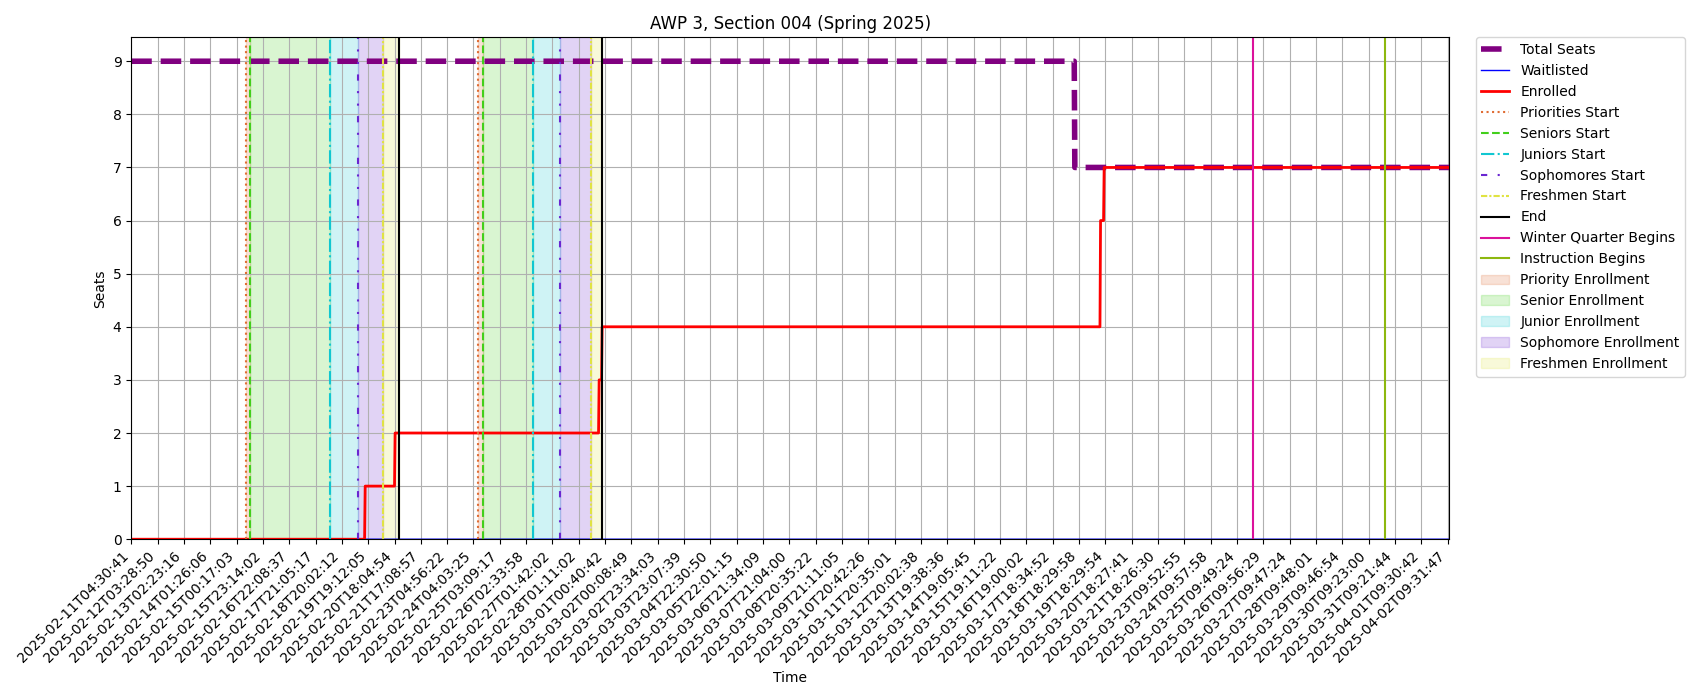 AWP 3, Section 004 (Spring 2025)
Seats
9
8
7
6
5
4
3
2
1
0
2025-02-11T04:30:41
2025-02-12T03:28:50
2025-02-13T02:23:16
2025-02-14T01:26:06
2025-02-15T00:17:03
2025-02-15T23:14:02
2025-02-16T22:08:37
2025-02-17T21:05:17
2025-02-18T20:02:12
2025-02-19T19:12:05
2025-02-20T18:04:54
2025-02-21T17:08:57
2025-02-23T04:56:22
2025-02-24T04:03:25
2025-02-25T03:09:17
2025-02-26T02:33:58
2025-02-27T01:42:02
2025-02-28T01:11:02
2025-03-01T00:40:42
2025-03-02T00:08:49
2025-03-02T23:34:03
2025-03-03T23:07:39
2025-03-04T22:30:50
2025-03-05T22:01:15
2025-03-06T21:34:09
2025-03-07T21:04:00
2025-03-08T20:35:22
2025-03-09T21:11:05
2025-03-10T20:42:26
2025-03-11T20:35:01
2025-03-12T20:02:38
2025-03-13T19:38:36
2025-03-14T19:05:45
2025-03-15T19:11:22
2025-03-16T19:00:02
2025-03-17T18:34:52
2025-03-18T18:29:58
2025-03-19T18:29:54
2025-03-20T18:27:41
2025-03-21T18:26:30
2025-03-23T09:52:55
2025-03-24T09:57:58
2025-03-25T09:49:24
2025-03-26T09:56:29
2025-03-27T09:47:24
2025-03-28T09:48:01
2025-03-29T09:46:54
2025-03-30T09:23:00
2025-03-31T09:21:44
2025-04-01T09:30:42
2025-04-02T09:31:47
Time
Total Seats
Waitlisted
Enrolled
Priorities Start
Seniors Start
Juniors Start
Sophomores Start
Freshmen Start
End
Winter Quarter Begins
Instruction Begins
Priority Enrollment
Senior Enrollment
Junior Enrollment
Sophomore Enrollment
Freshmen Enrollment